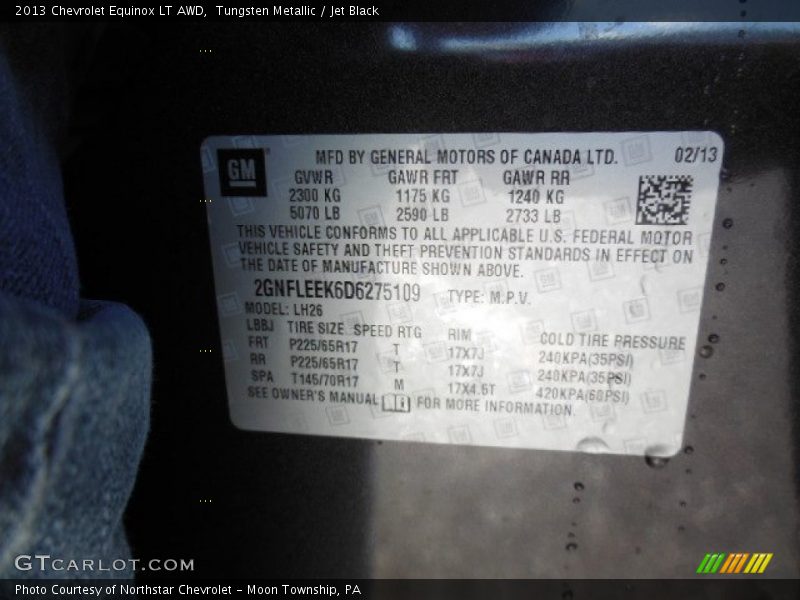 2013 Chevrolet Equinox LT AWD,  Tungsten Metallic / Jet Black
GM
MFD BY GENERAL MOTORS OF CANADA LTD. 02/13
GVWR GAWR FRT GAWR RR
2300 KG 1175 KG 1240 KG
5070 LB 2590 LB 2733 LB
THIS VEHICLE CONFORMS TO ALL APPLICABLE U.S. FEDERAL MOTOR
VEHICLE SAFETY AND THEFT PREVENTION STANDARDS IN EFFECT ON
THE DATE OF MANUFACTURE SHOWN ABOVE.
2GNFLEEK6D6275109 TYPE: M.P.V.
MODEL: LH26
LBBJ TIRE SIZE SPEED RTG RIM COLD TIRE PRESSURE
FRT P225/65R17 T 17X7J 240KPA(35PSI)
RR P225/65R17 T 17X7J 240KPA(35PSI)
SPA T145/70R17 M 17X4.5T 420KPA(60PSI)
SEE OWNER'S MANUAL FOR MORE INFORMATION.
GTCARLOT.COM
Photo Courtesy of Northstar Chevrolet - Moon Township, PA